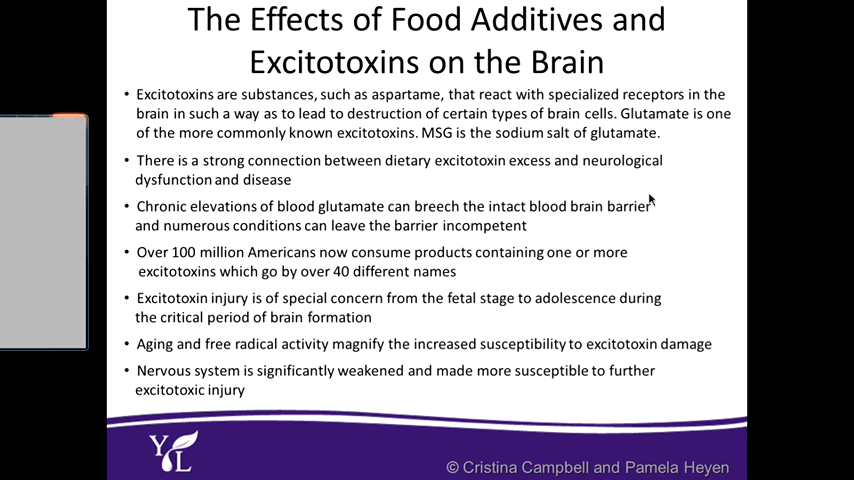 The Effects of Food Additives and
Excitotoxins on the Brain
• Excitotoxins are substances, such as aspartame, that react with specialized receptors in the
brain in such a way as to lead to destruction of certain types of brain cells. Glutamate is one
of the more commonly known excitotoxins. MSG is the sodium salt of glutamate.
• There is a strong connection between dietary excitotoxin excess and neurological
dysfunction and disease
• Chronic elevations of blood glutamate can breech the intact blood brain barrier
and numerous conditions can leave the barrier incompetent
• Over 100 million Americans now consume products containing one or more
excitotoxins which go by over 40 different names
• Excitotoxin injury is of special concern from the fetal stage to adolescence during
the critical period of brain formation
• Aging and free radical activity magnify the increased susceptibility to excitotoxin damage
• Nervous system is significantly weakened and made more susceptible to further
excitotoxic injury
YL
© Cristina Campbell and Pamela Heyen